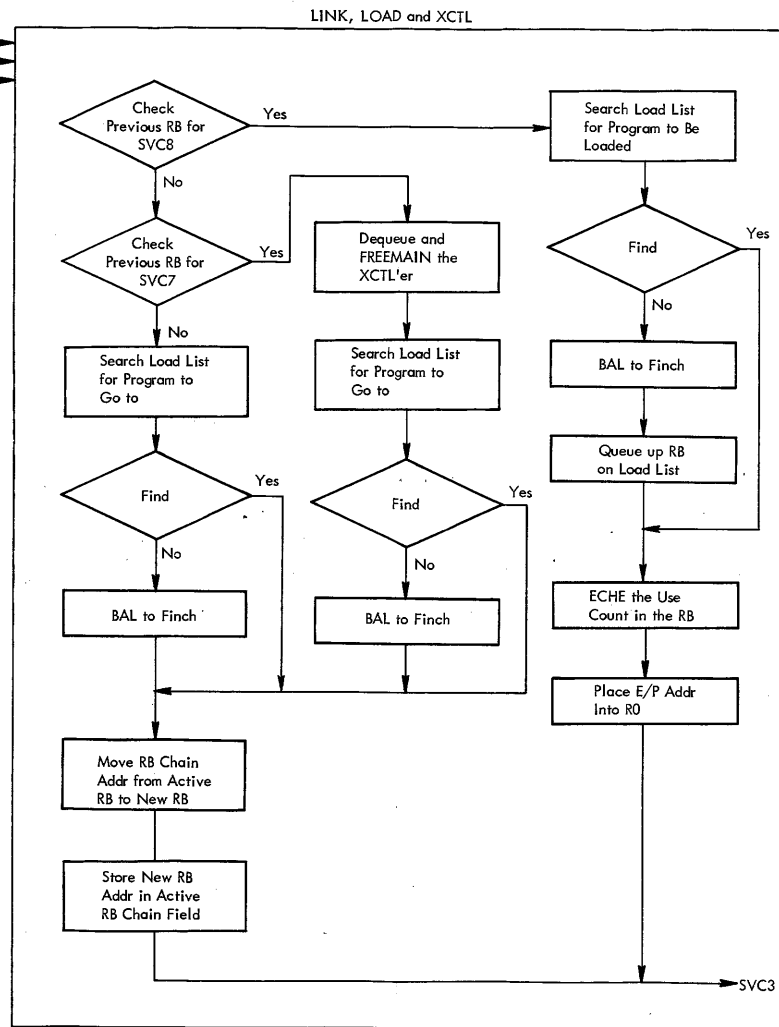 LINK, LOAD and XCTL
Check
Previous RB for
SVC8
Yes
No
Search Load List
for Program to Be
Loaded
Check
Previous RB for
SVC7
Yes
No
Dequeue and
FREEMAIN the
XCTL'er
Find
Yes
No
Search Load List
for Program to
Go to
Search Load List
for Program to
Go to
BAL to Finch
Queue up RB
on Load List
Find
Yes
No
Find
Yes
No
BAL to Finch
BAL to Finch
ECHE the Use
Count in the RB
Place E/P Addr
Into R0
Move RB Chain
Addr from Active
RB to New RB
Store New RB
Addr in Active
RB Chain Field
SVC3